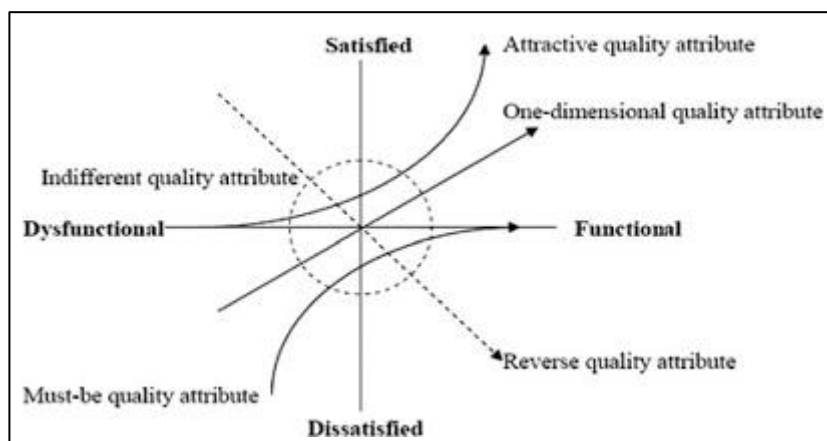 Satisfied
Attractive quality attribute
One-dimensional quality attribute
Indifferent quality attribute
Dysfunctional
Functional
Reverse quality attribute
Must-be quality attribute
Dissatisfied